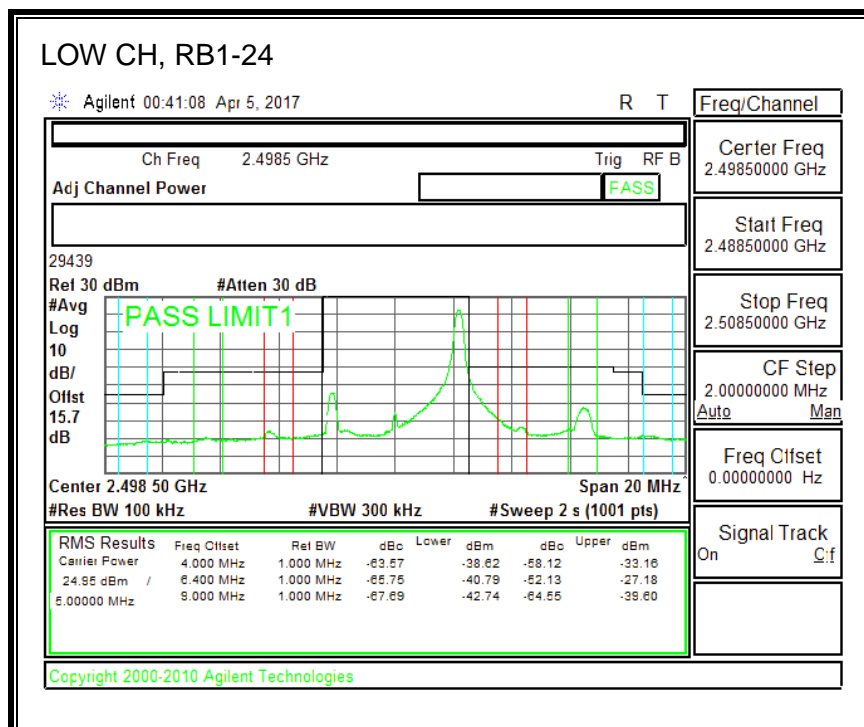 LOW CH, RB1-24
Agilent 00:41:08 Apr 5, 2017 R T
Freq/Channel
Ch Freq 2.4985 GHz Trig RF B
Adj Channel Power PASS
Center Freq
2.49850000 GHz
Start Freq
2.48850000 GHz
Stop Freq
2.50850000 GHz
CF Step
2.00000000 MHz
Auto Man
Freq Offset
0.00000000 Hz
Signal Track
On Off
29439
Ref 30 dBm #Atten 30 dB
#Avg
Log
10
dB/
Offst
15.7
dB
PASS LIMIT1
Center 2.498 50 GHz Span 20 MHz
#Res BW 100 kHz #VBW 300 kHz #Sweep 2 s (1001 pts)
RMS Results Freq Offset Ref BW dBc Lower dBm dBc Upper dBm
Carrier Power 4.000 MHz 1.000 MHz -63.57 -38.62 -58.12 -33.16
24.95 dBm / 6.400 MHz 1.000 MHz -65.75 -40.79 -52.13 -27.18
5.00000 MHz 9.000 MHz 1.000 MHz -67.69 -42.74 -64.55 -39.60
Copyright 2000-2010 Agilent Technologies